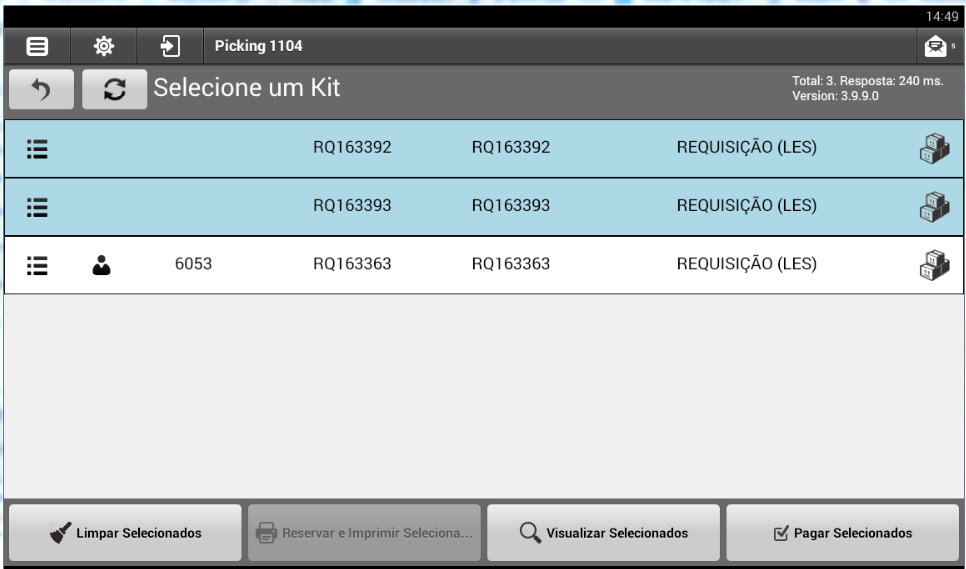 14:49
Picking 1104
5
Selecione um Kit
Total: 3. Resposta: 240 ms.
Version: 3.9.9.0
RQ163392 RQ163392 REQUISIÇÃO (LES)
RQ163393 RQ163393 REQUISIÇÃO (LES)
6053 RQ163363 RQ163363 REQUISIÇÃO (LES)
Limpar Selecionados Reservar e Imprimir Seleciona... Visualizar Selecionados Pagar Selecionados